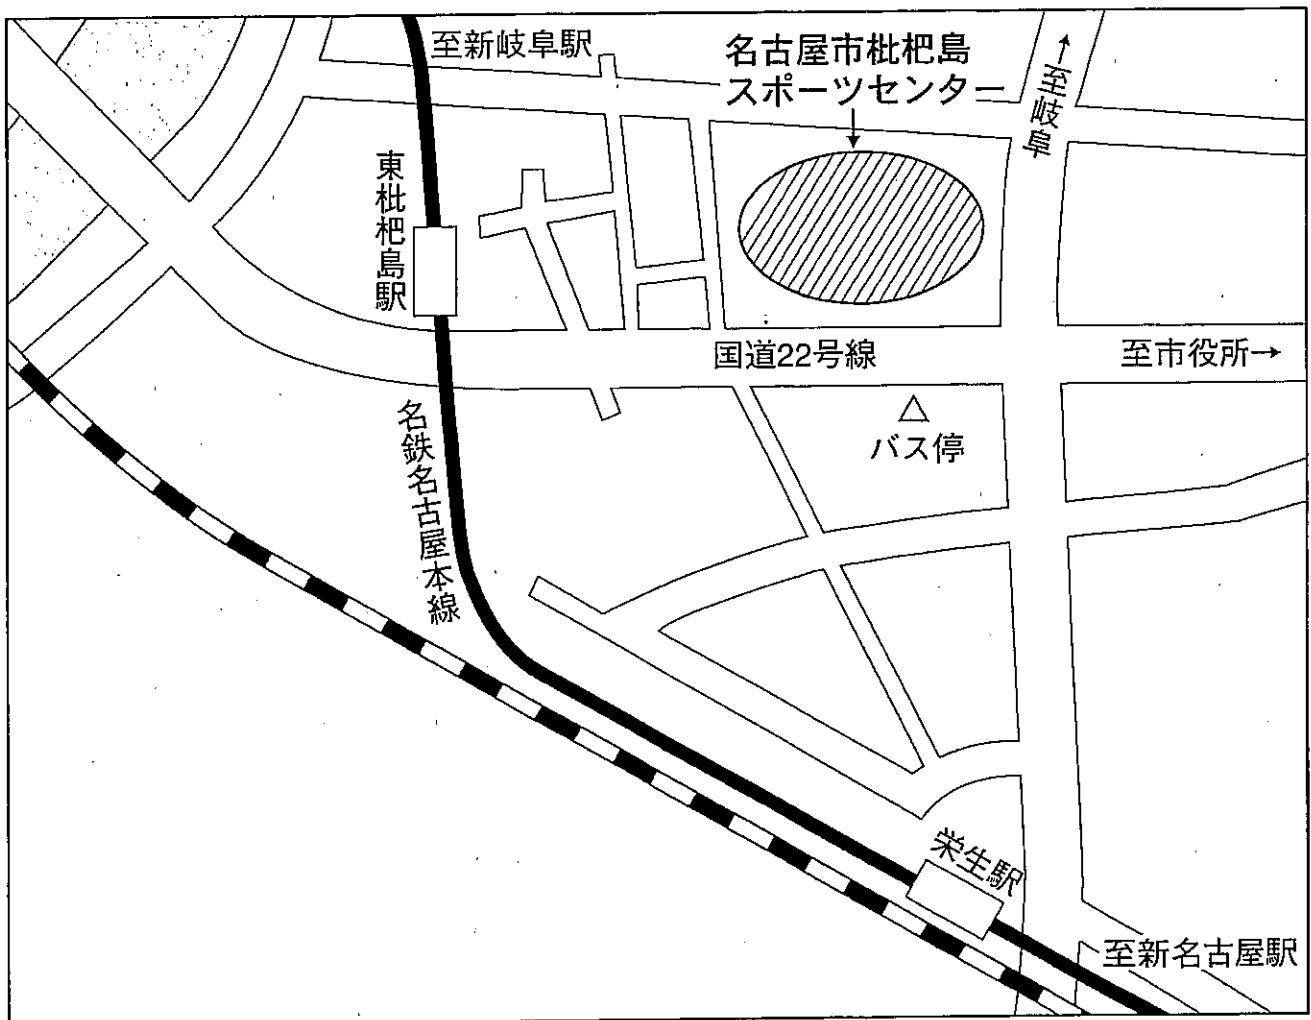 至新岐阜駅
名古屋市枇杷島
スポーツセンター
↑至岐阜
東枇杷島駅
国道22号線
至市役所→
バス停
名鉄名古屋本線
栄生駅
至新名古屋駅